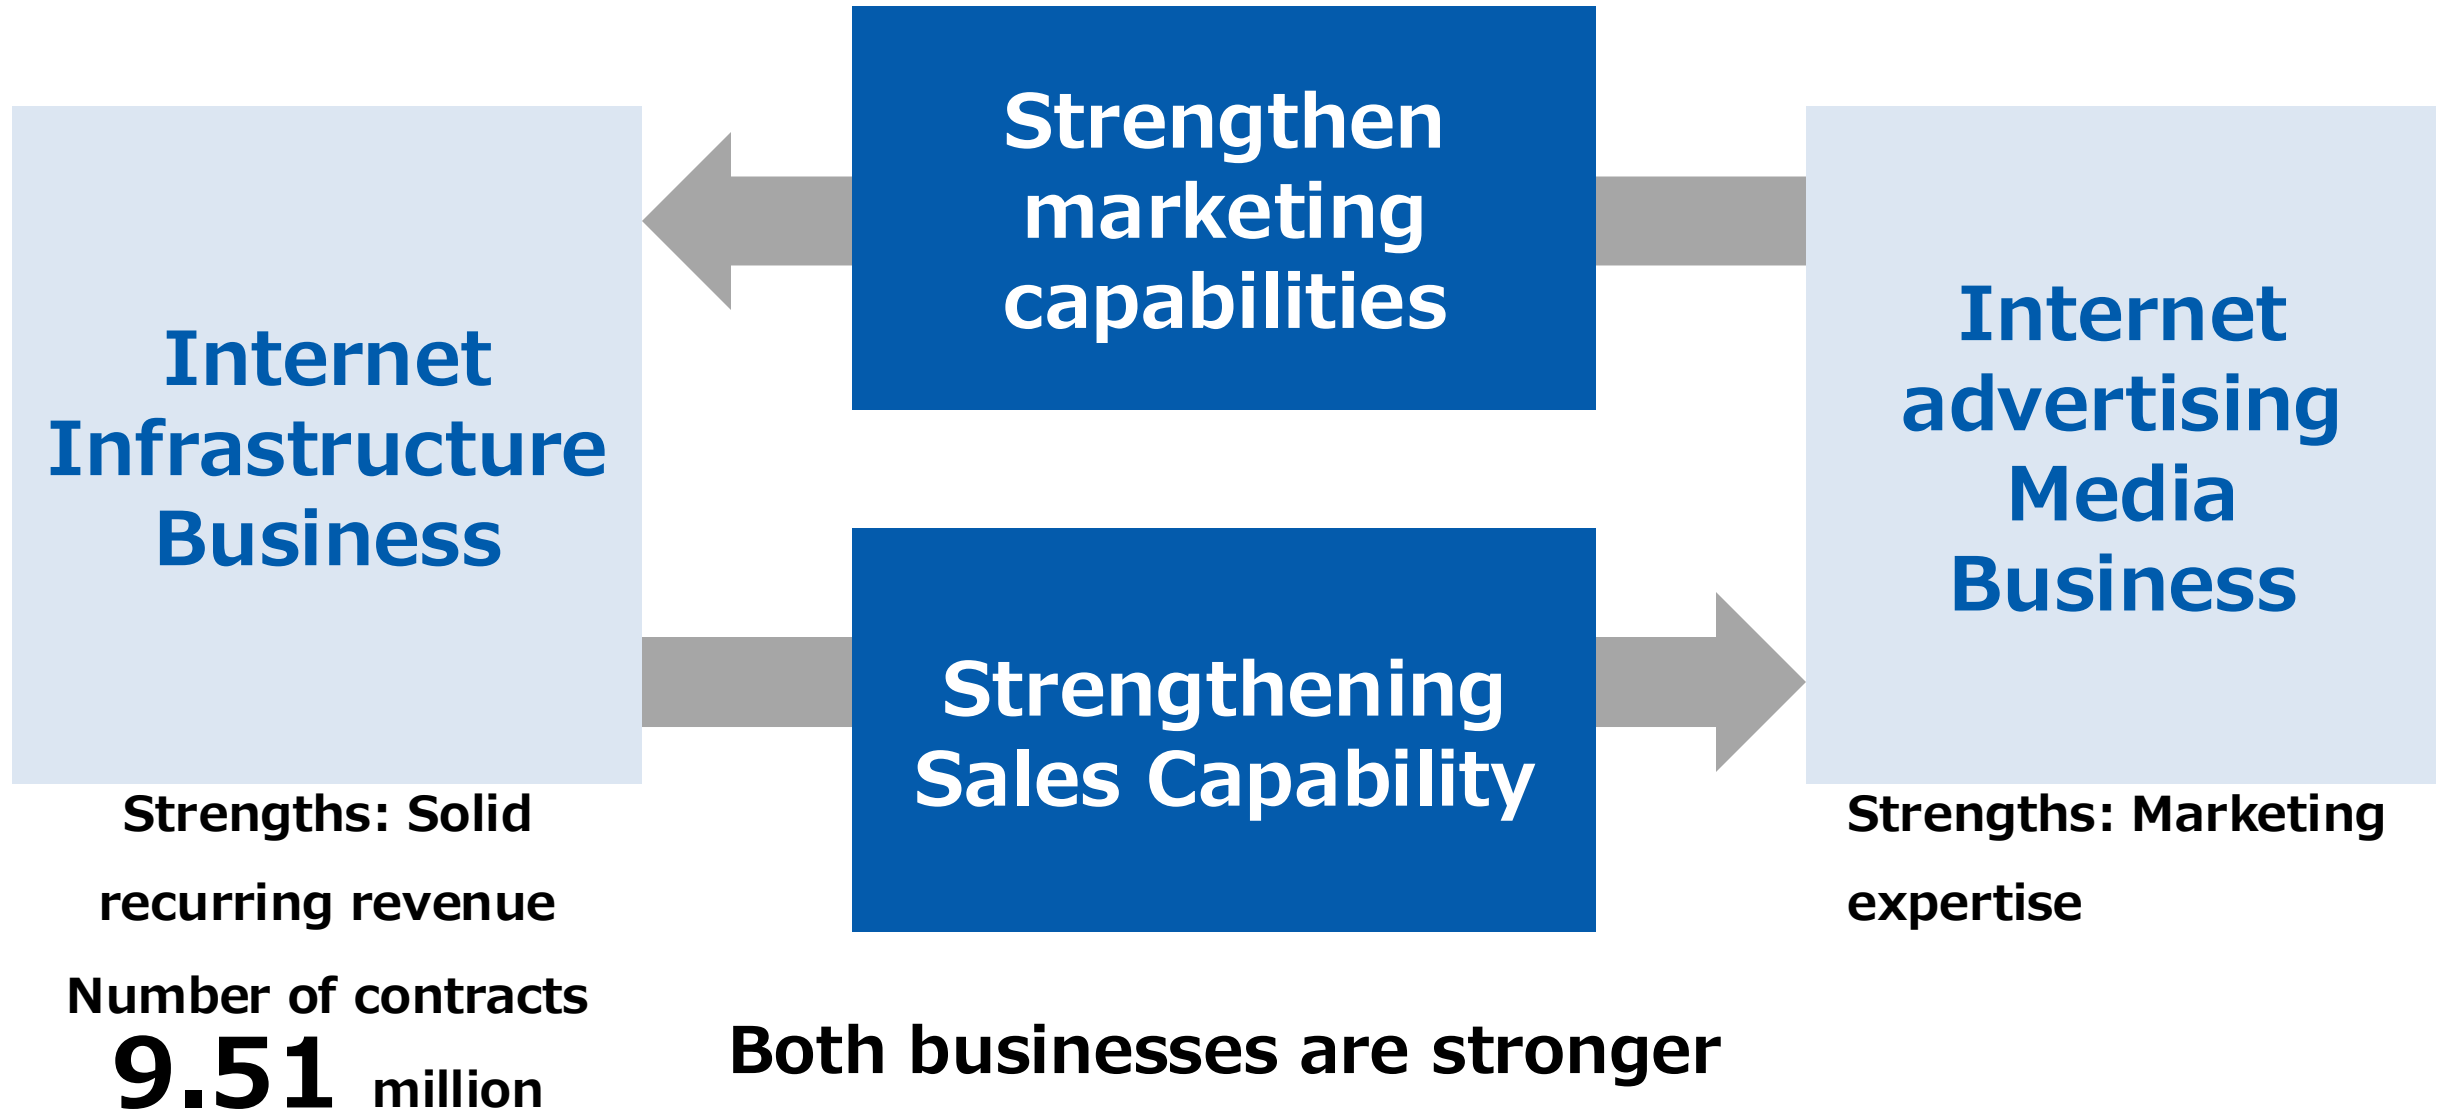 Strengthen
marketing
capabilities
Internet
Infrastructure
Business
Internet
advertising
Media
Business
Strengthening
Sales Capability
Strengths: Solid
recurring revenue
Number of contracts
9.51 million
Strengths: Marketing
expertise
Both businesses are stronger